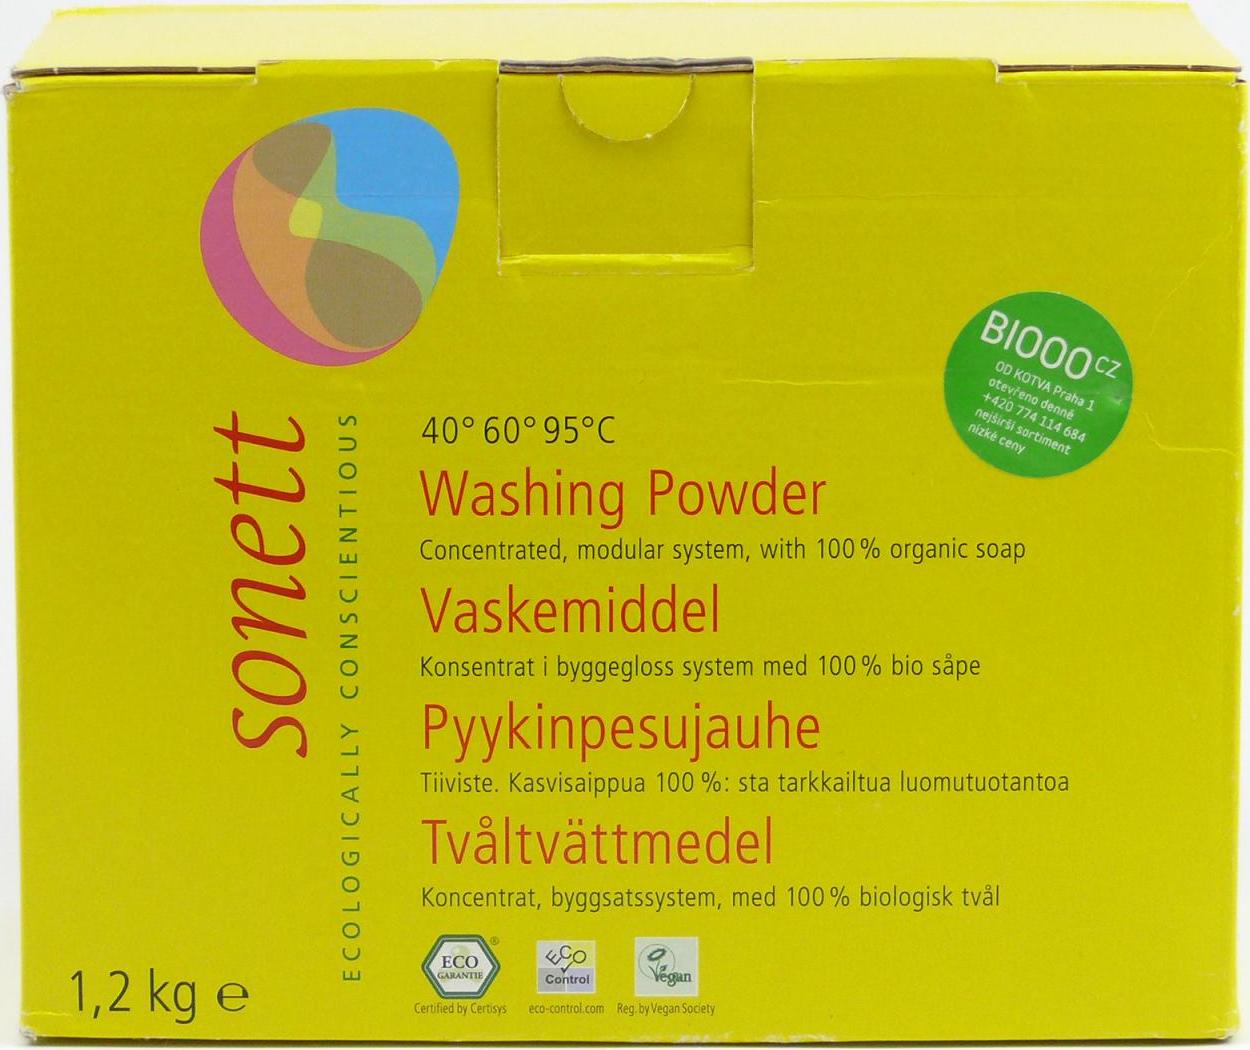 BIOOO CZ
OD KOTVA Praha 1
otevřeno denně
+420 774 114 684
nejširší sortiment
nízké ceny
sonett
ECOLOGICALLY CONSCIENTIOUS
40° 60° 95°C
Washing Powder
Concentrated, modular system, with 100 % organic soap
Vaskemiddel
Konsentrat i byggegloss system med 100 % bio såpe
Pyykinpesujauhe
Tiiviste. Kasvisaippua 100 %: sta tarkkailtua luomutuotantoa
Tvåltvättmedel
Koncentrat, byggsatssystem, med 100 % biologisk tvål
1,2 kg e
ECO
GARANTIE
®
Certified by Certisys
ECO
Control
eco-control.com
Vegan
Reg. by Vegan Society